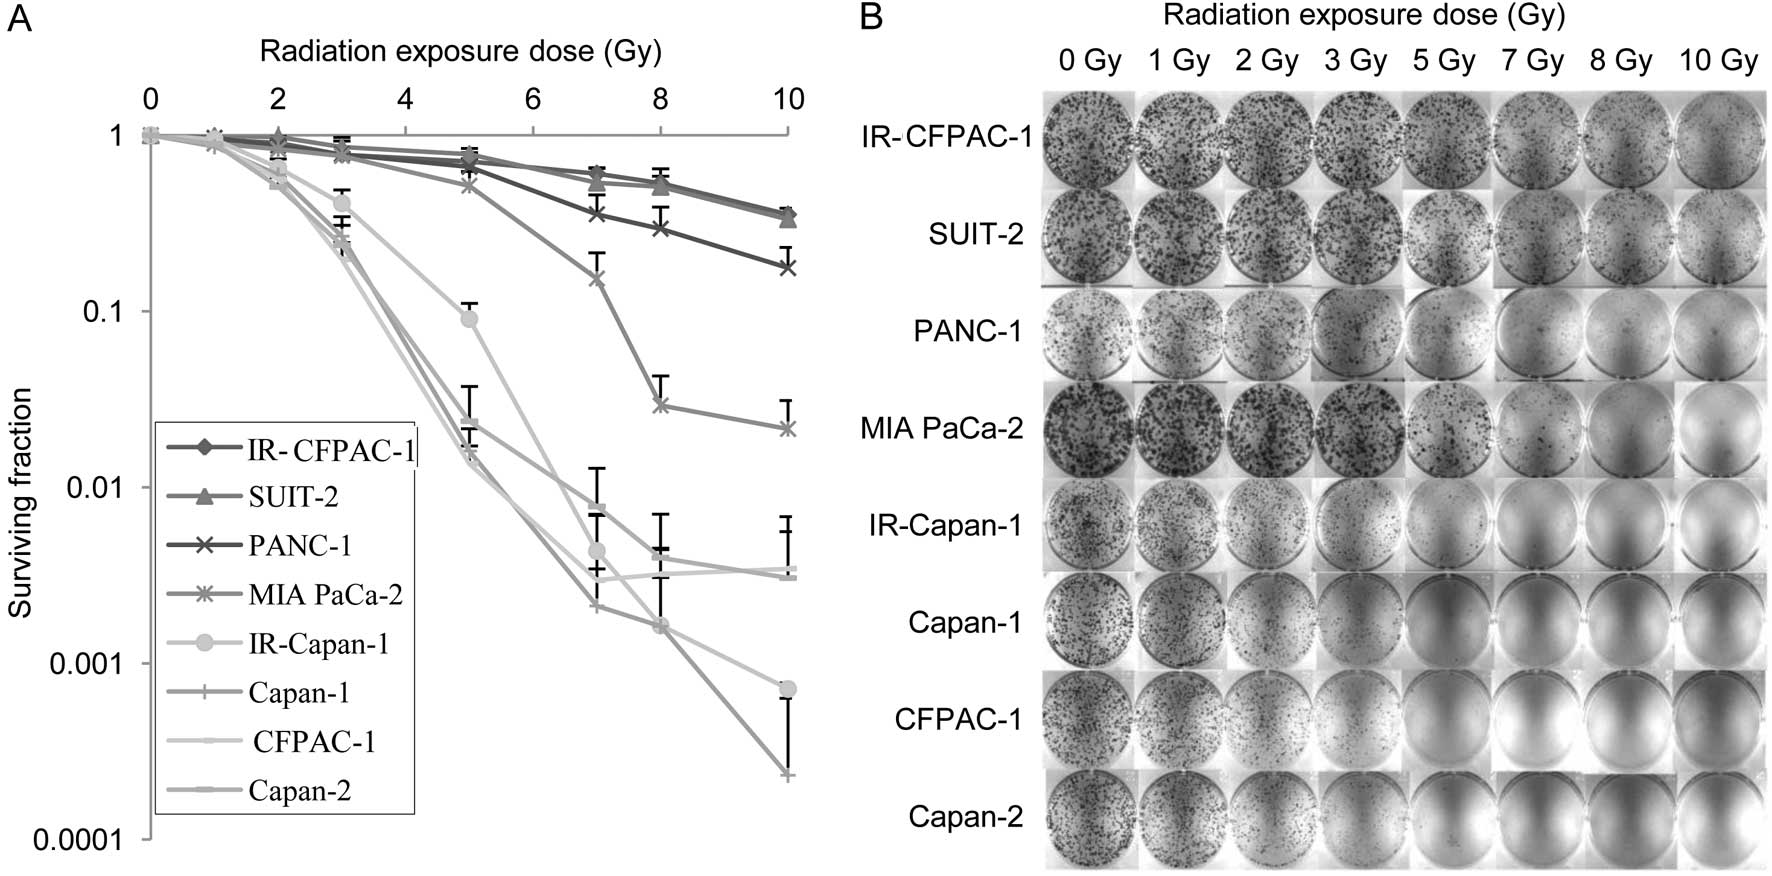 A
Radiation exposure dose (Gy)
0 2 4 6 8 10
1
0.1
0.01
0.001
0.0001
Surviving fraction
IR-CFPAC-1
SUIT-2
PANC-1
MIA PaCa-2
IR-Capan-1
Capan-1
CFPAC-1
Capan-2
B
Radiation exposure dose (Gy)
0 Gy 1 Gy 2 Gy 3 Gy 5 Gy 7 Gy 8 Gy 10 Gy
IR-CFPAC-1
SUIT-2
PANC-1
MIA PaCa-2
IR-Capan-1
Capan-1
CFPAC-1
Capan-2